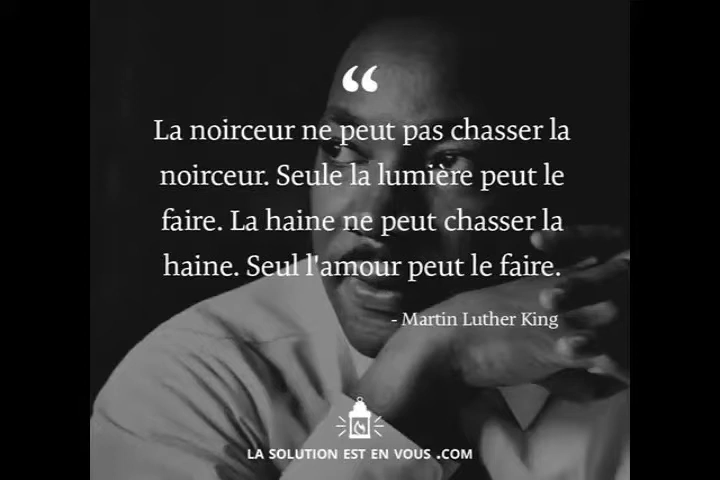 “
La noirceur ne peut pas chasser la
noirceur. Seule la lumière peut le
faire. La haine ne peut chasser la
haine. Seul l'amour peut le faire.
- Martin Luther King
LA SOLUTION EST EN VOUS .COM